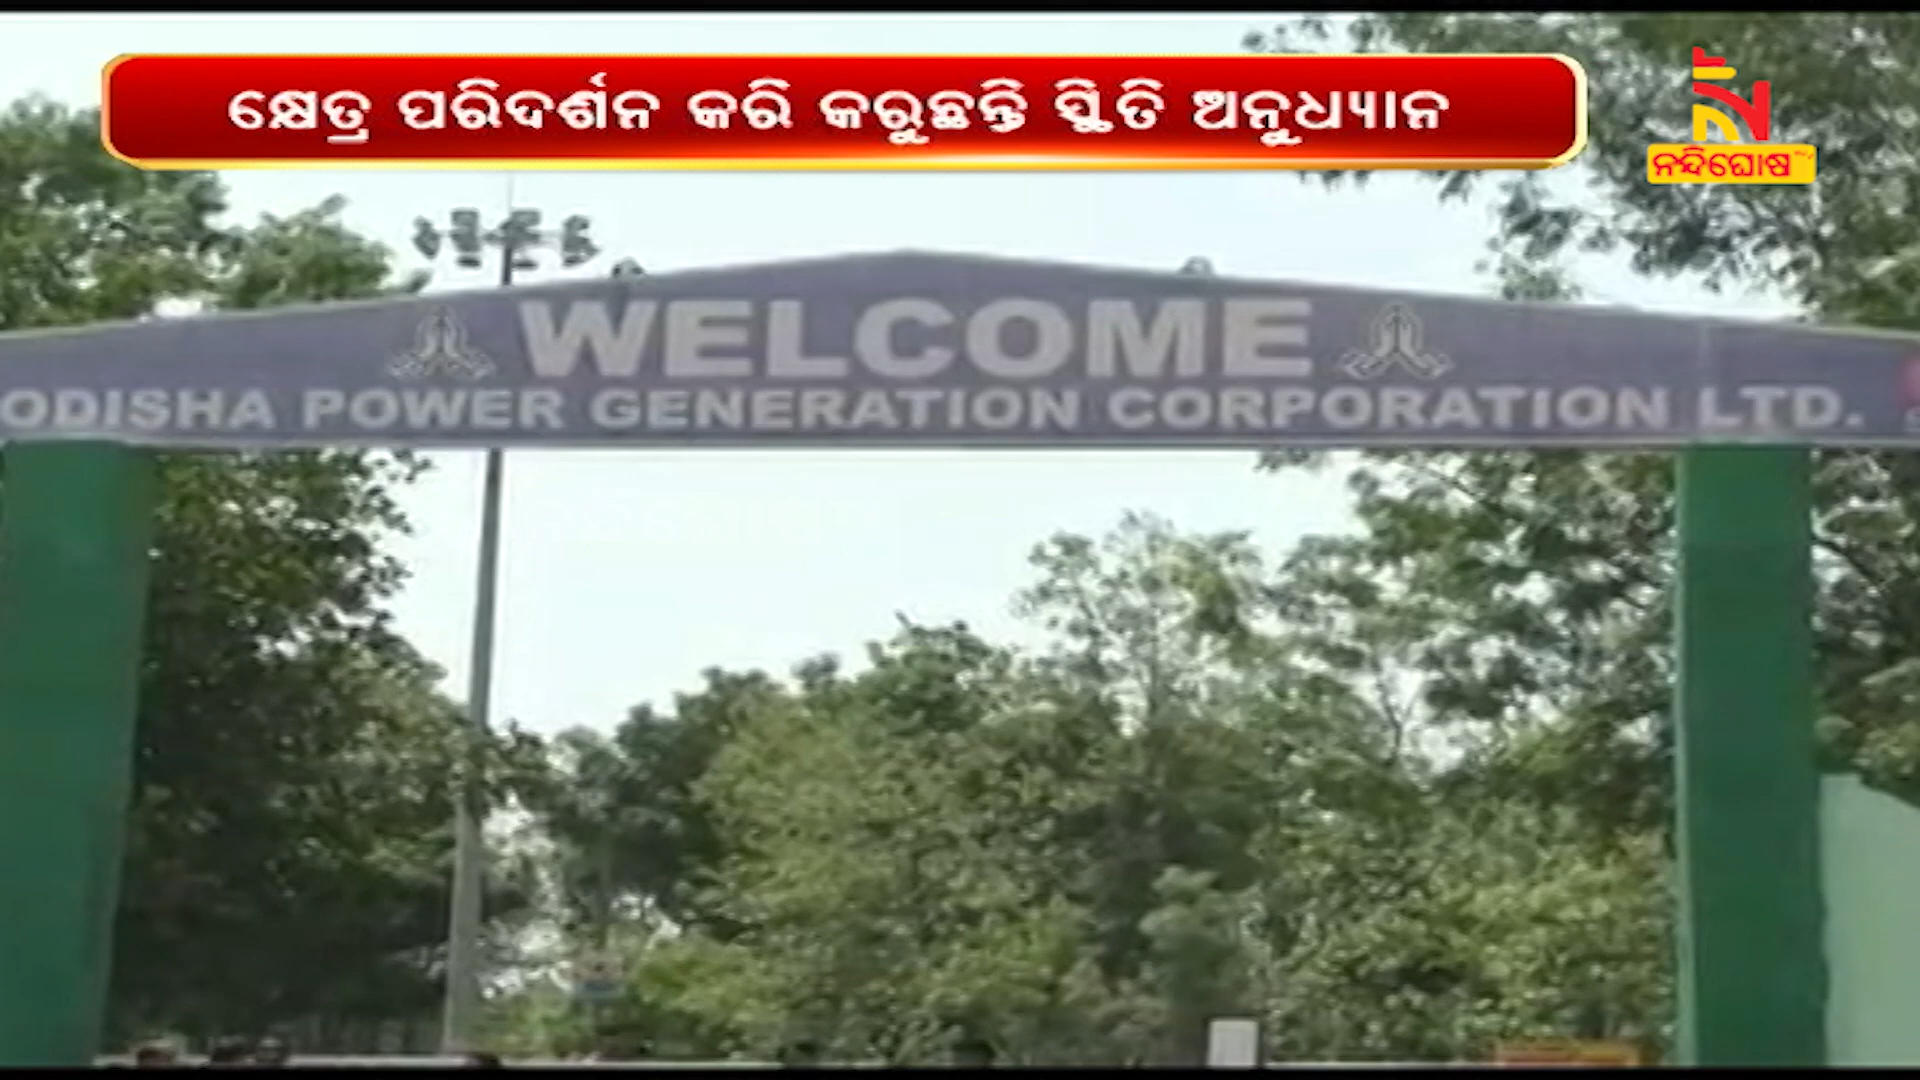 କ୍ଷେତ୍ର ପରିଦର୍ଶନ କରି କରୁଛନ୍ତି ସ୍ଥିତି ଅନୁଧ୍ୟାନ
ନନ୍ଦିଘୋଷ
WELCOME
ODISHA POWER GENERATION CORPORATION LTD.